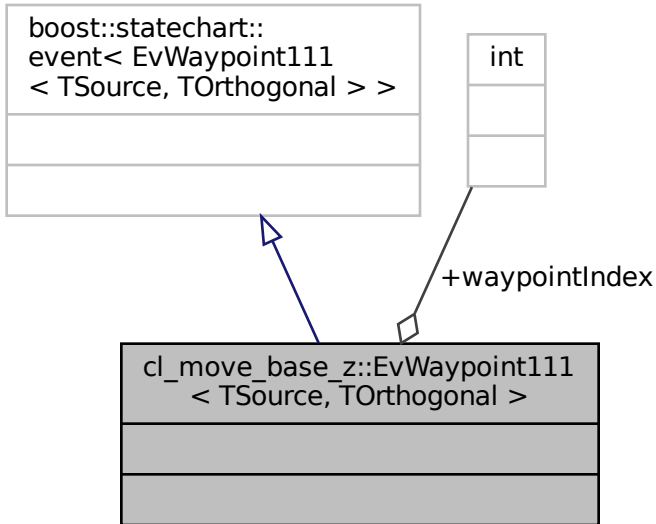 boost::statechart::
event< EvWaypoint111
< TSource, TOrthogonal > >
int
+waypointIndex
cl_move_base_z::EvWaypoint111
< TSource, TOrthogonal >